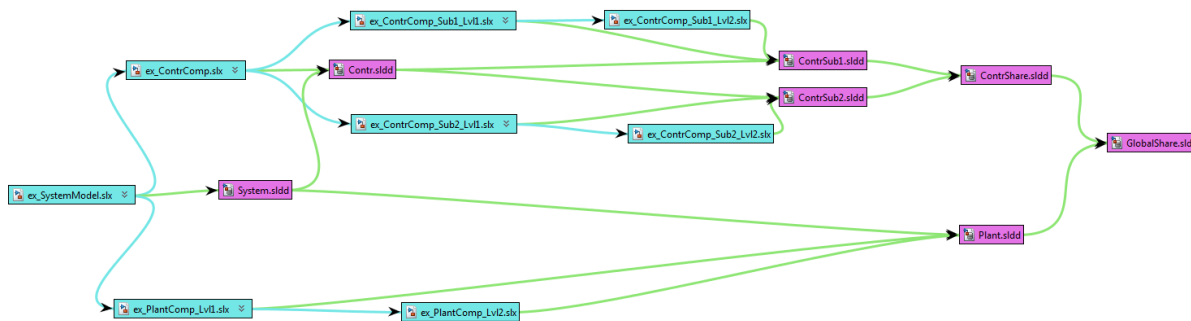 ex_ContrComp_Sub1_Lvl1.slx
ex_ContrComp_Sub1_Lvl2.slx
ex_ContrComp.slx
Contr.sldd
ContrSub1.sldd
ContrShare.sldd
ContrSub2.sldd
ex_ContrComp_Sub2_Lvl1.slx
ex_ContrComp_Sub2_Lvl2.slx
GlobalShare.sldd
ex_SystemModel.slx
System.sldd
Plant.sldd
ex_PlantComp_Lvl1.slx
ex_PlantComp_Lvl2.slx